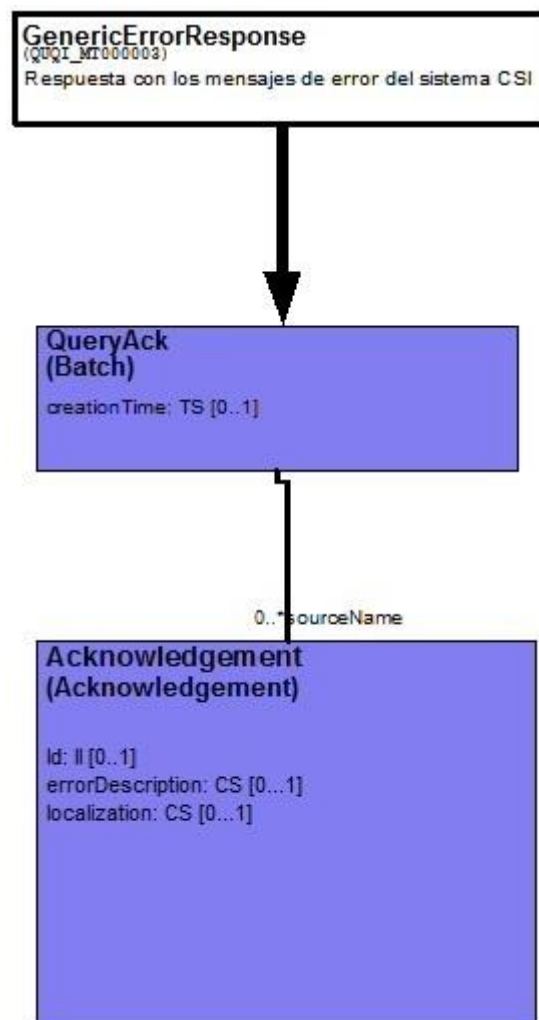 GenericErrorResponse
(QUQI_MT000003)
Respuesta con los mensajes de error del sistema CSI
QueryAck
(Batch)
creationTime: TS [0..1]
0..*sourceName
Acknowledgement
(Acknowledgement)
Id: II [0..1]
errorDescription: CS [0...1]
localization: CS [0...1]